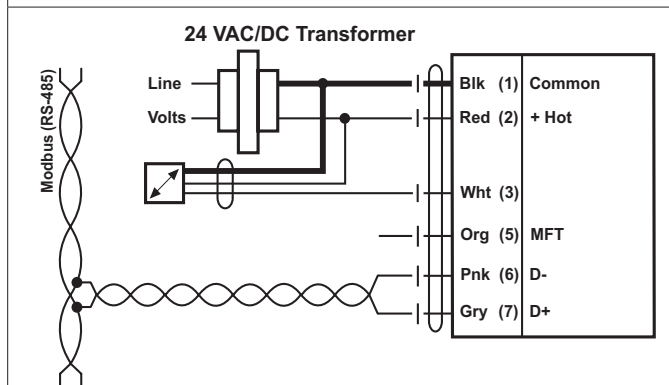 24 VAC/DC Transformer
Modbus (RS-485)
Line
Volts
Blk (1) Common
Red (2) + Hot
Wht (3)
Org (5) MFT
Pnk (6) D-
Gry (7) D+